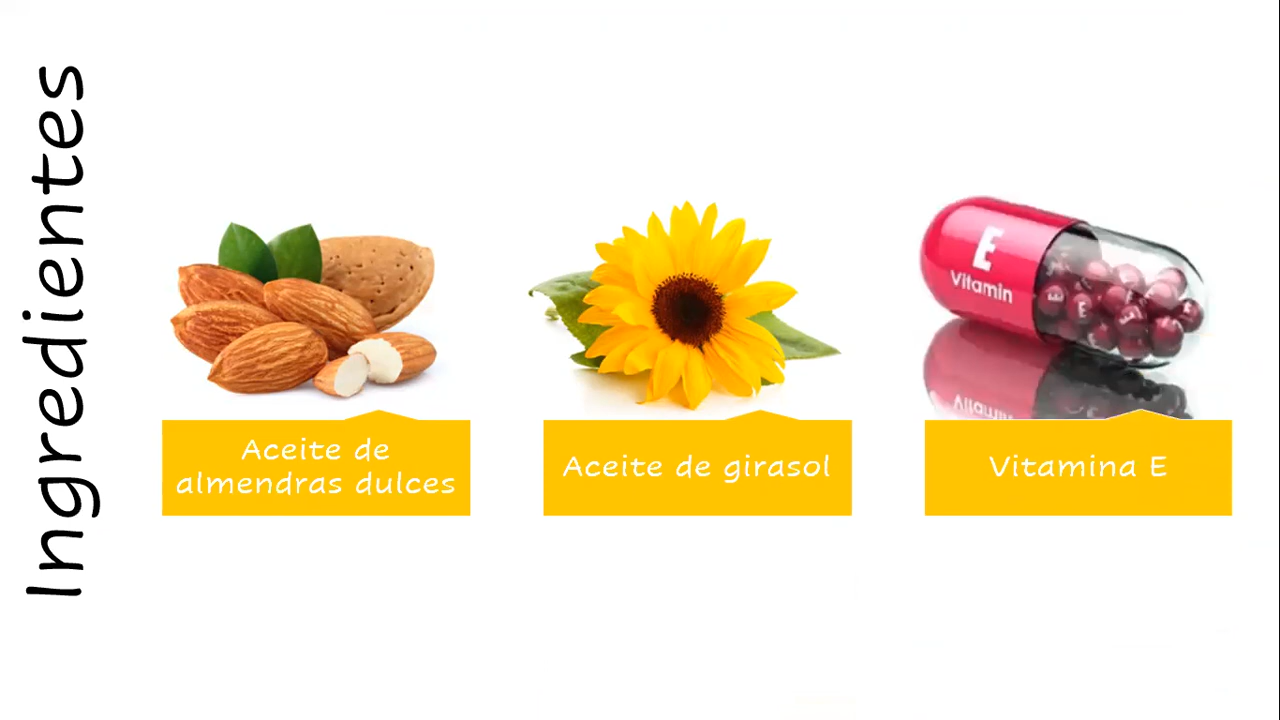 Ingredientes
E
Vitamin
Aceite de
almendras dulces
Aceite de girasol
Vitamina E